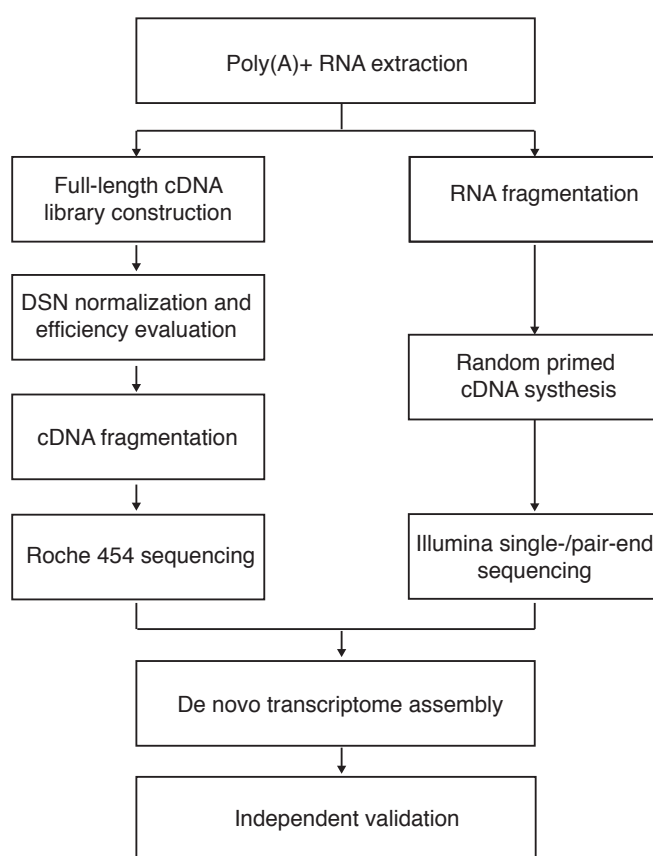 Poly(A)+ RNA extraction
Full-length cDNA
library construction
RNA fragmentation
DSN normalization and
efficiency evaluation
Random primed
cDNA systhesis
cDNA fragmentation
Roche 454 sequencing
Illumina single-/pair-end
sequencing
De novo transcriptome assembly
Independent validation